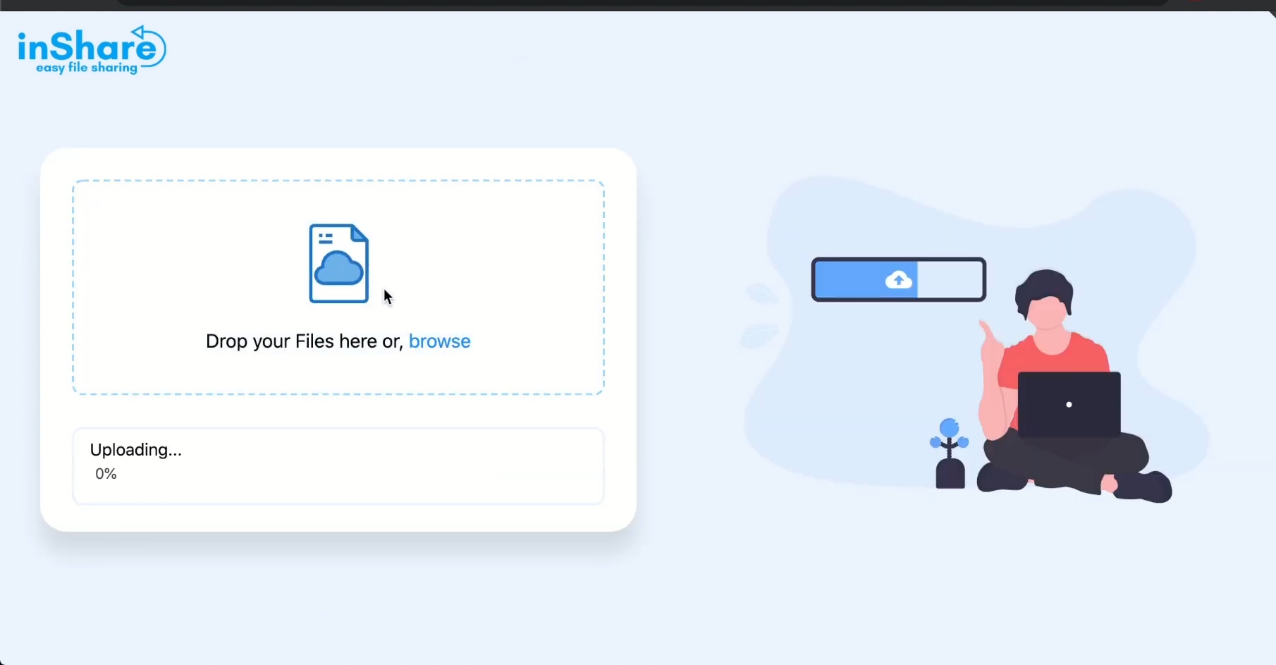 inShare
easy file sharing
Drop your Files here or, browse
Uploading...
0%